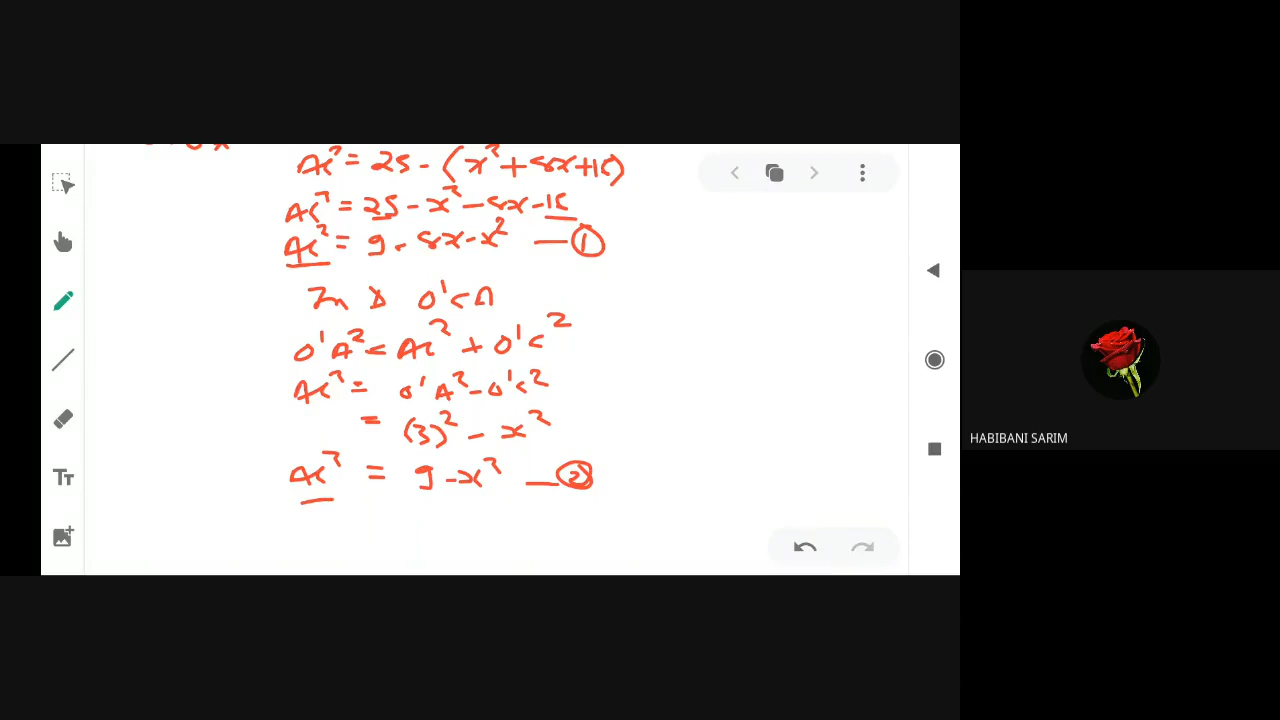 AC² = 25 - (x² + 8x + 16)
AC² = 25 - x² - 8x - 16
AC² = 9 - 8x - x² — ①
In Δ O'CA
O'A² = AC² + O'C²
AC² = O'A² - O'C²
= (3)² - x²
AC² = 9 - x² — ②
Tт
HABIBANI SARIM